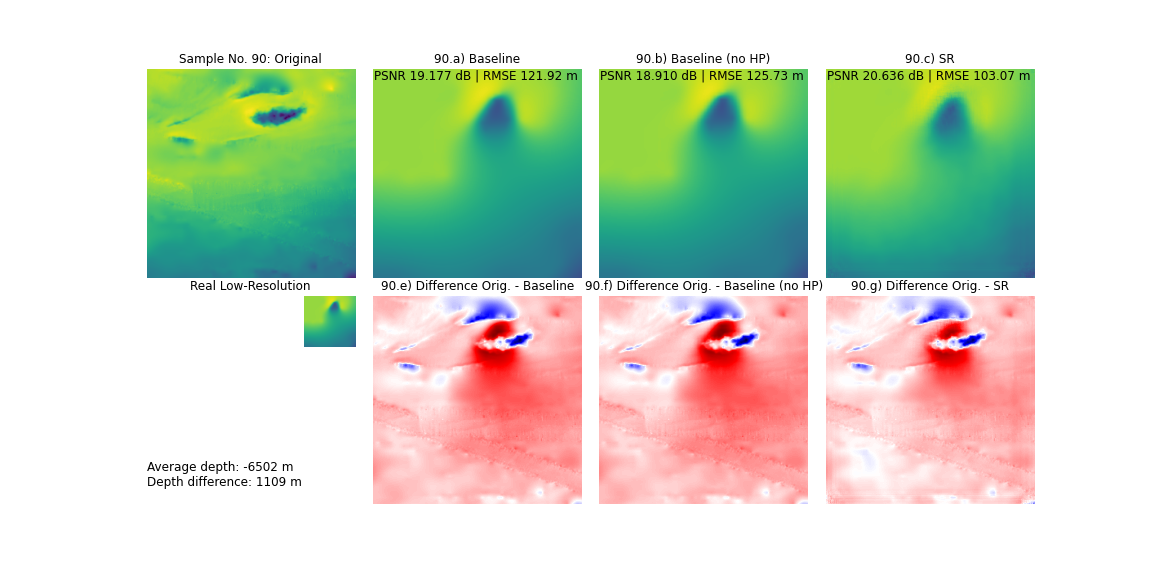 Sample No. 90: Original
90.a) Baseline
90.b) Baseline (no HP)
90.c) SR
PSNR 19.177 dB | RMSE 121.92 m
PSNR 18.910 dB | RMSE 125.73 m
PSNR 20.636 dB | RMSE 103.07 m
Real Low-Resolution
90.e) Difference Orig. - Baseline
90.f) Difference Orig. - Baseline (no HP)
90.g) Difference Orig. - SR
Average depth: -6502 m
Depth difference: 1109 m